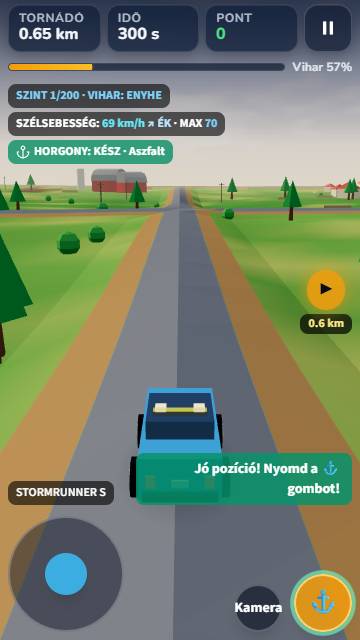 TORNÁDÓ
0.65 km
IDŐ
300 s
PONT
0
Vihar 57%
SZINT 1/200 · VIHAR: ENYHE
SZÉLSEBESSÉG: 69 km/h ↗ ÉK · MAX 70
⚓ HORGONY: KÉSZ · Aszfalt
0.6 km
Jó pozíció! Nyomd a ⚓
gombot!
STORMRUNNER S
Kamera